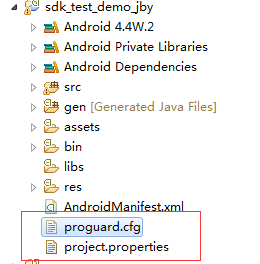 sdk_test_demo_jby
Android 4.4W.2
Android Private Libraries
Android Dependencies
src
gen [Generated Java Files]
assets
bin
libs
res
AndroidManifest.xml
proguard.cfg
project.properties